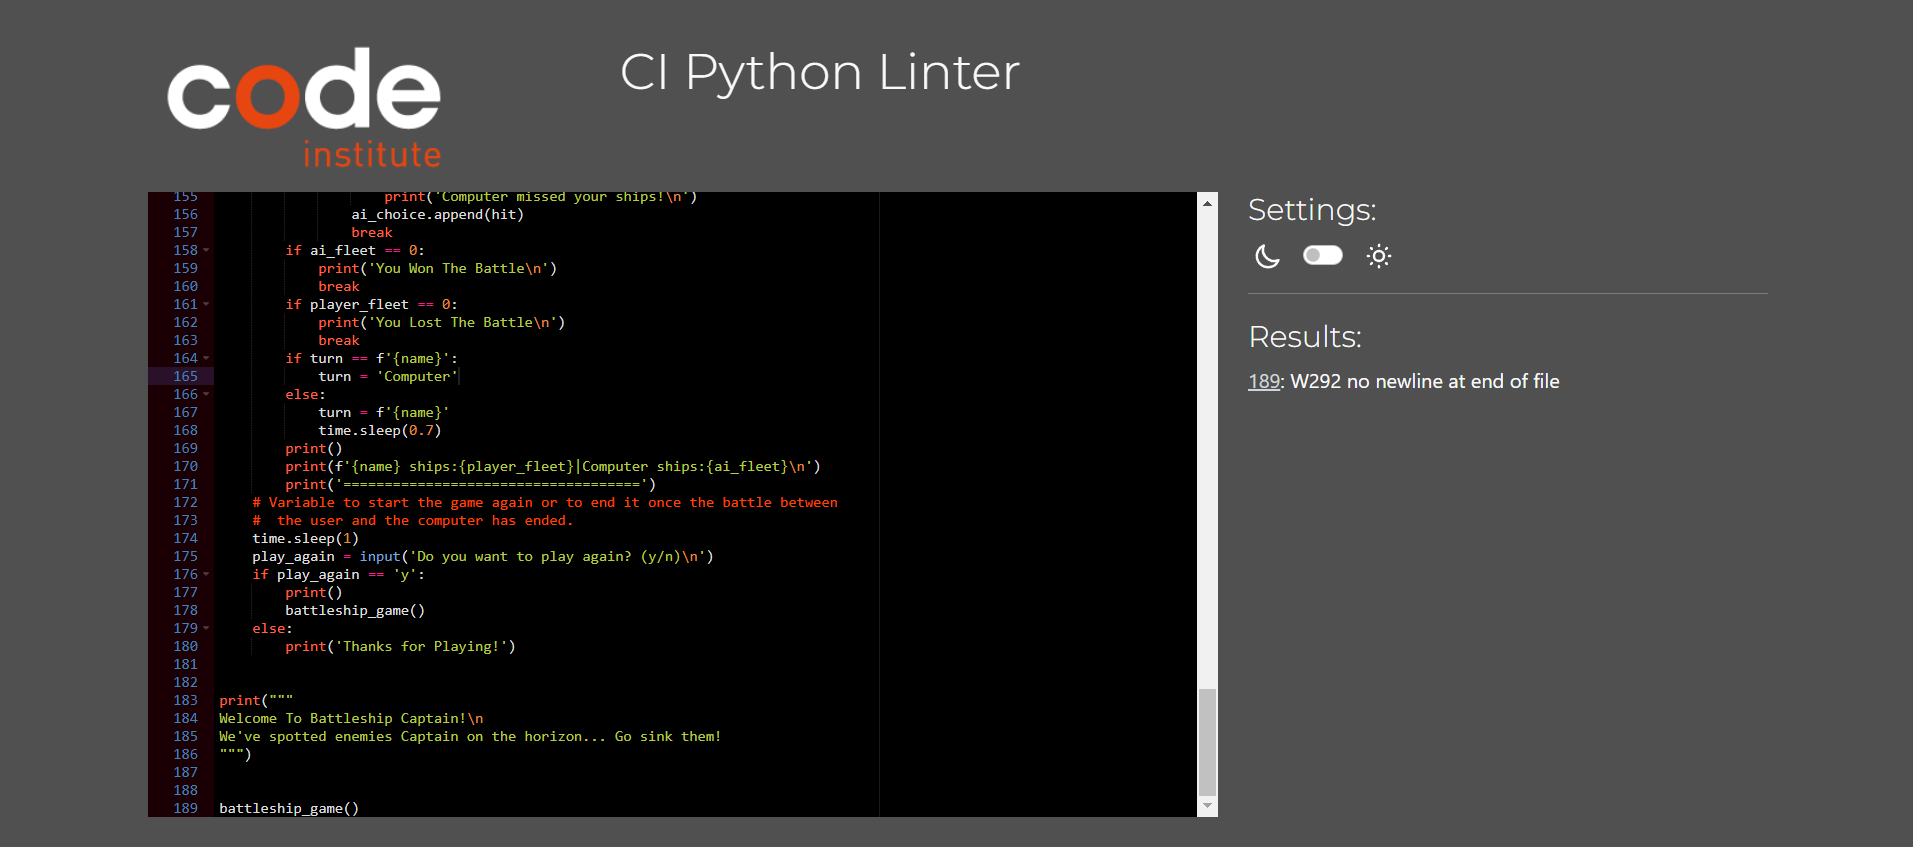 code
institute
CI Python Linter
155 print('Computer missed your ships!\n')
156 ai_choice.append(hit)
157 break
158 if ai_fleet == 0:
159 print('You Won The Battle\n')
160 break
161 if player_fleet == 0:
162 print('You Lost The Battle\n')
163 break
164 if turn == f'{name}':
165 turn = 'Computer'
166 else:
167 turn = f'{name}'
168 time.sleep(0.7)
169 print()
170 print(f'{name} ships:{player_fleet}|Computer ships:{ai_fleet}\n')
171 print('====================================')
172 # Variable to start the game again or to end it once the battle between
173 #  the user and the computer has ended.
174 time.sleep(1)
175 play_again = input('Do you want to play again? (y/n)\n')
176 if play_again == 'y':
177 print()
178 battleship_game()
179 else:
180 print('Thanks for Playing!')
181
182
183 print("""
184 Welcome To Battleship Captain!\n
185 We've spotted enemies Captain on the horizon... Go sink them!
186 """)
187
188
189 battleship_game()
Settings:
Results:
189: W292 no newline at end of file